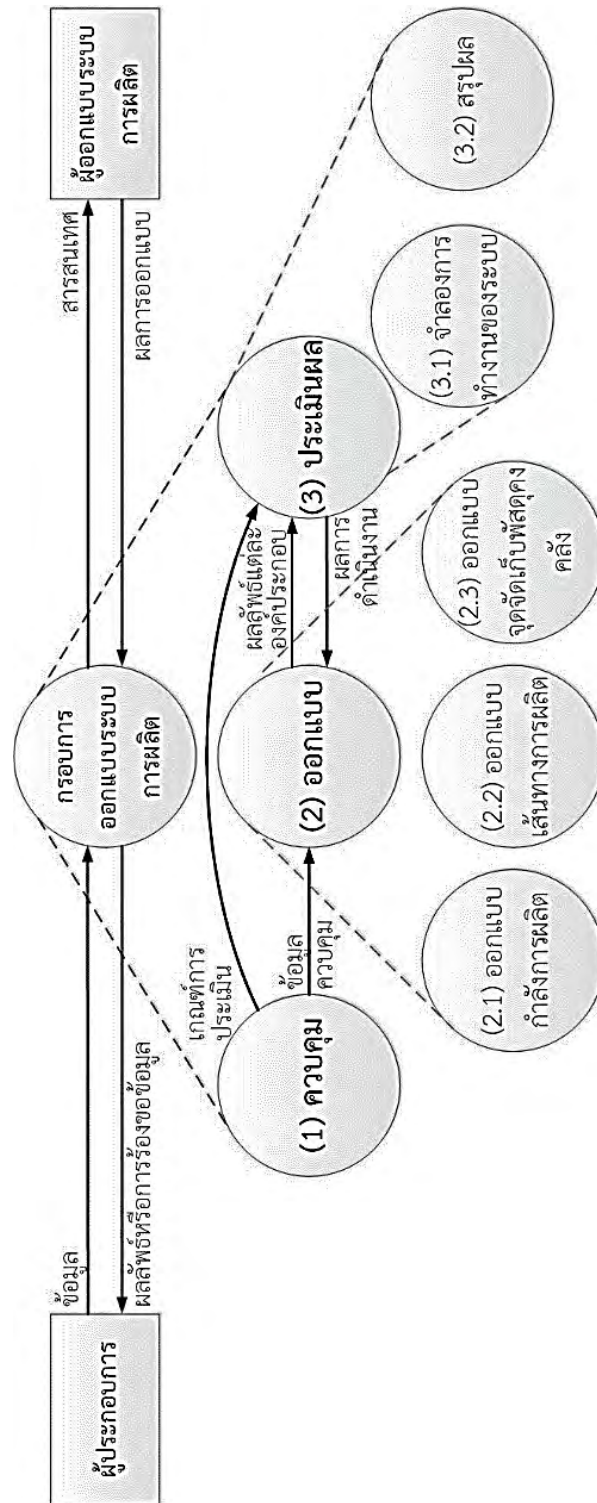 ผู้ประกอบการ
ข้อมูล
ผลลัพธ์หรือการร้องขอข้อมูล
กรอบการ
ออกแบบระบบ
การผลิต
สารสนเทศ
ผลการออกแบบ
ผู้ออกแบบระบบ
การผลิต
(1) ควบคุม
เกณฑ์การ
ประเมิน
ข้อมูล
ควบคุม
(2) ออกแบบ
ผลลัพธ์แต่ละ
องค์ประกอบ
ผลการ
ดำเนินงาน
(3) ประเมินผล
(2.1) ออกแบบ
กำลังการผลิต
(2.2) ออกแบบ
เส้นทางการผลิต
(2.3) ออกแบบ
จุดจัดเก็บพัสดุคง
คลัง
(3.1) จำลองการ
ทำงานของระบบ
(3.2) สรุปผล